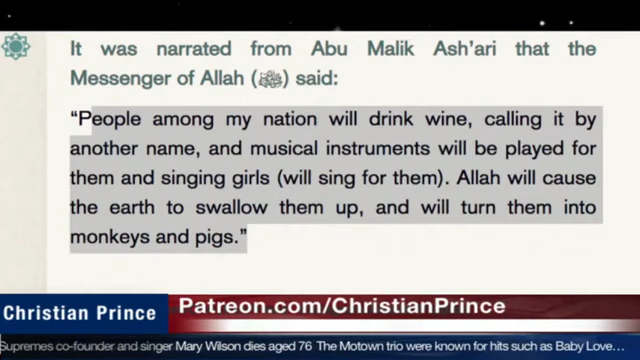 It was narrated from Abu Malik Ash'ari that the
Messenger of Allah (ﷺ) said:
“People among my nation will drink wine, calling it by
another name, and musical instruments will be played for
them and singing girls (will sing for them). Allah will cause
the earth to swallow them up, and will turn them into
monkeys and pigs.”
Christian Prince
Patreon.com/ChristianPrince
Supremes co-founder and singer Mary Wilson dies aged 76 The Motown trio were known for hits such as Baby Love...